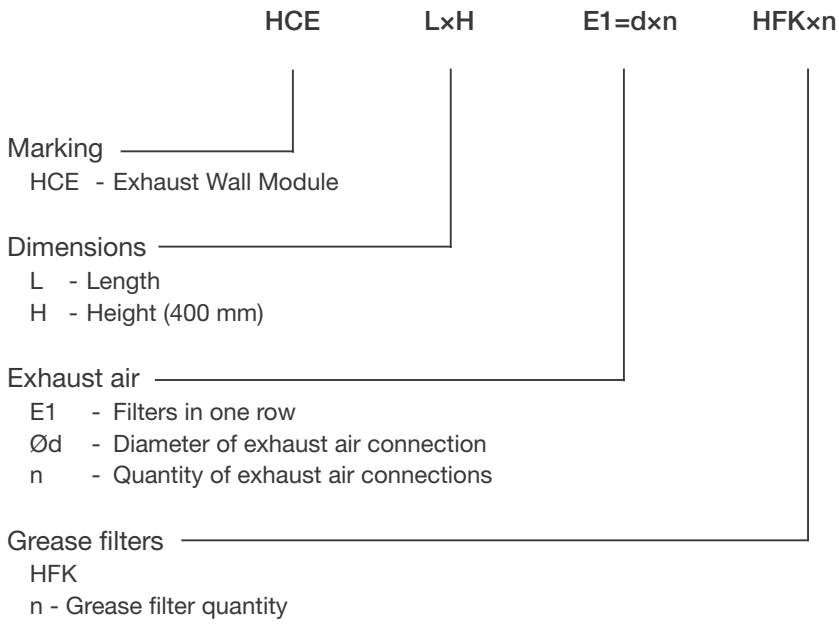 HCE L×H E1=d×n HFK×n
Marking
HCE - Exhaust Wall Module
Dimensions
L - Length
H - Height (400 mm)
Exhaust air
E1 - Filters in one row
Ød - Diameter of exhaust air connection
n - Quantity of exhaust air connections
Grease filters
HFK
n - Grease filter quantity